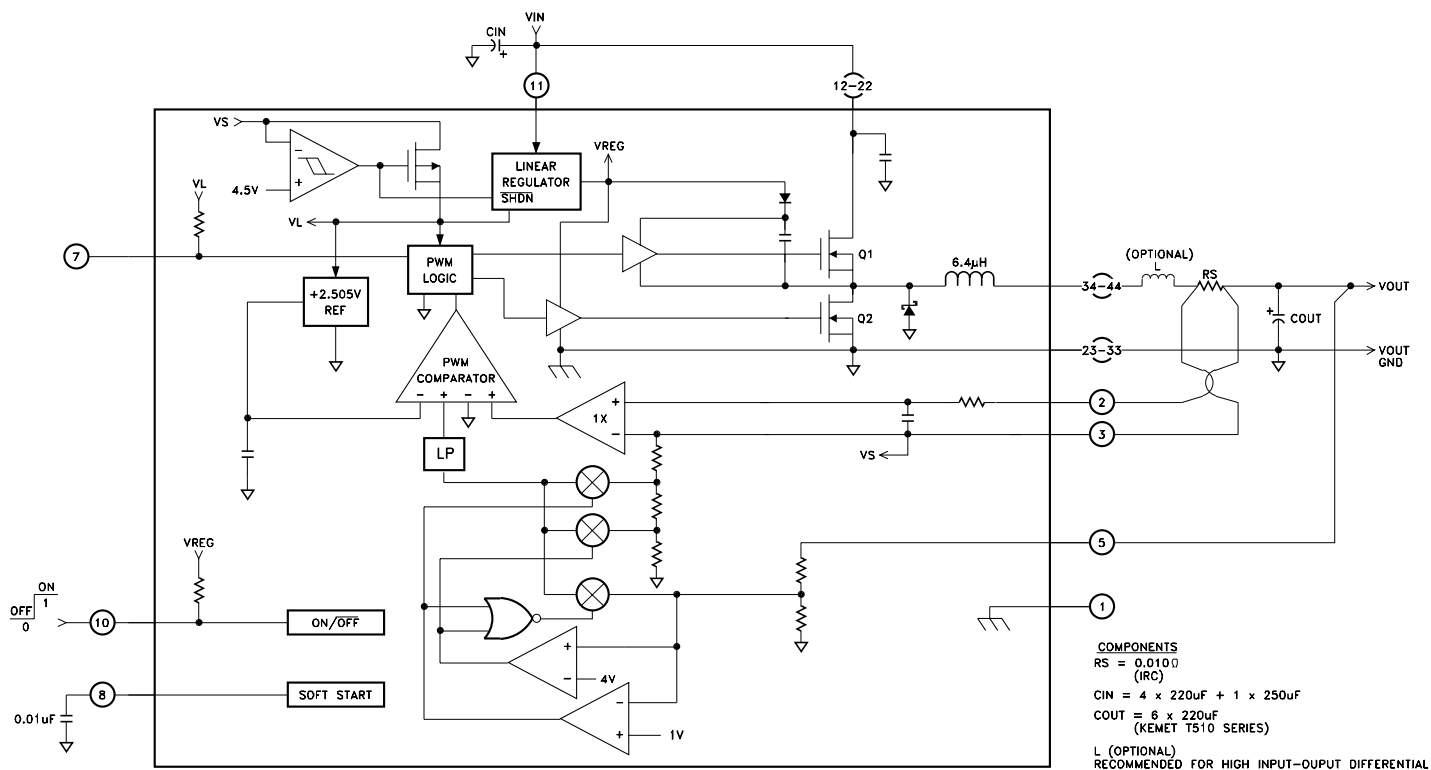 VIN
CIN
+
11
12-22
VS
-
+
4.5V
LINEAR
REGULATOR
SHDN
VREG
VL
VL
7
PWM
LOGIC
+2.505V
REF
Q1
Q2
6.4μH
34-44
(OPTIONAL)
L
RS
VOUT
+
COUT
23-33
VOUT
GND
PWM
COMPARATOR
- + - +
1X
+
-
2
3
VS
LP
5
VREG
ON
OFF 1
0
10
ON/OFF
1
+
-
4V
8
SOFT START
0.01uF
-
+
1V
COMPONENTS
RS = 0.010Ω
(IRC)
CIN = 4 x 220uF + 1 x 250uF
COUT = 6 x 220uF
(KEMET T510 SERIES)
L (OPTIONAL)
RECOMMENDED FOR HIGH INPUT-OUPUT DIFFERENTIAL